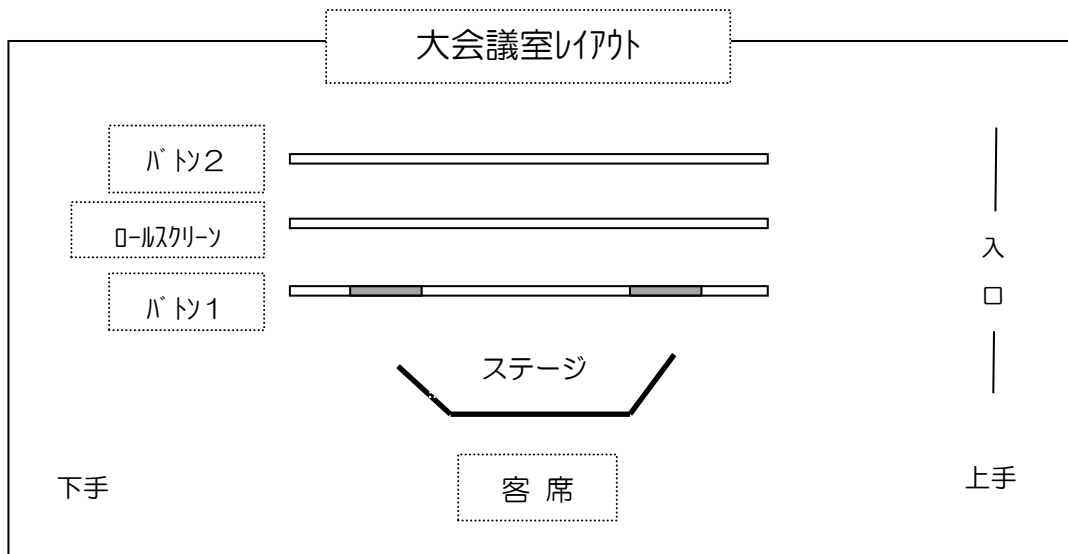 大会議室ﾚｲｱｳﾄ
ﾊﾞﾄﾝ２
ﾛｰﾙｽｸﾘｰﾝ
ﾊﾞﾄﾝ１
入
口
ステージ
下手
客 席
上手